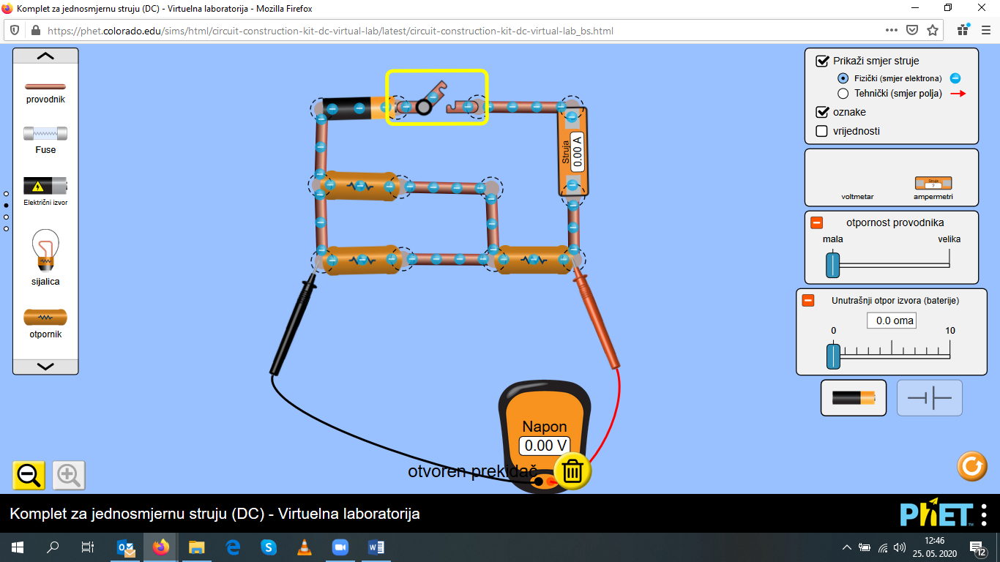 Komplet za jednosmjernu struju (DC) - Virtuelna laboratorija - Mozilla Firefox
https://phet.colorado.edu/sims/html/circuit-construction-kit-dc-virtual-lab/latest/circuit-construction-kit-dc-virtual-lab_bs.html
provodnik
Fuse
Električni izvor
sijalica
otpornik
Struja
0.00 A
Prikaži smjer struje
Fizički (smjer elektrona)
Tehnički (smjer polja)
oznake
vrijednosti
Struja
?
voltmetar
ampermetri
otpornost provodnika
mala
velika
Unutrašnji otpor izvora (baterije)
0.0 oma
0
10
Napon
0.00 V
otvoren prekidač
Komplet za jednosmjernu struju (DC) - Virtuelna laboratorija
PhET
12:46
25. 05. 2020
12